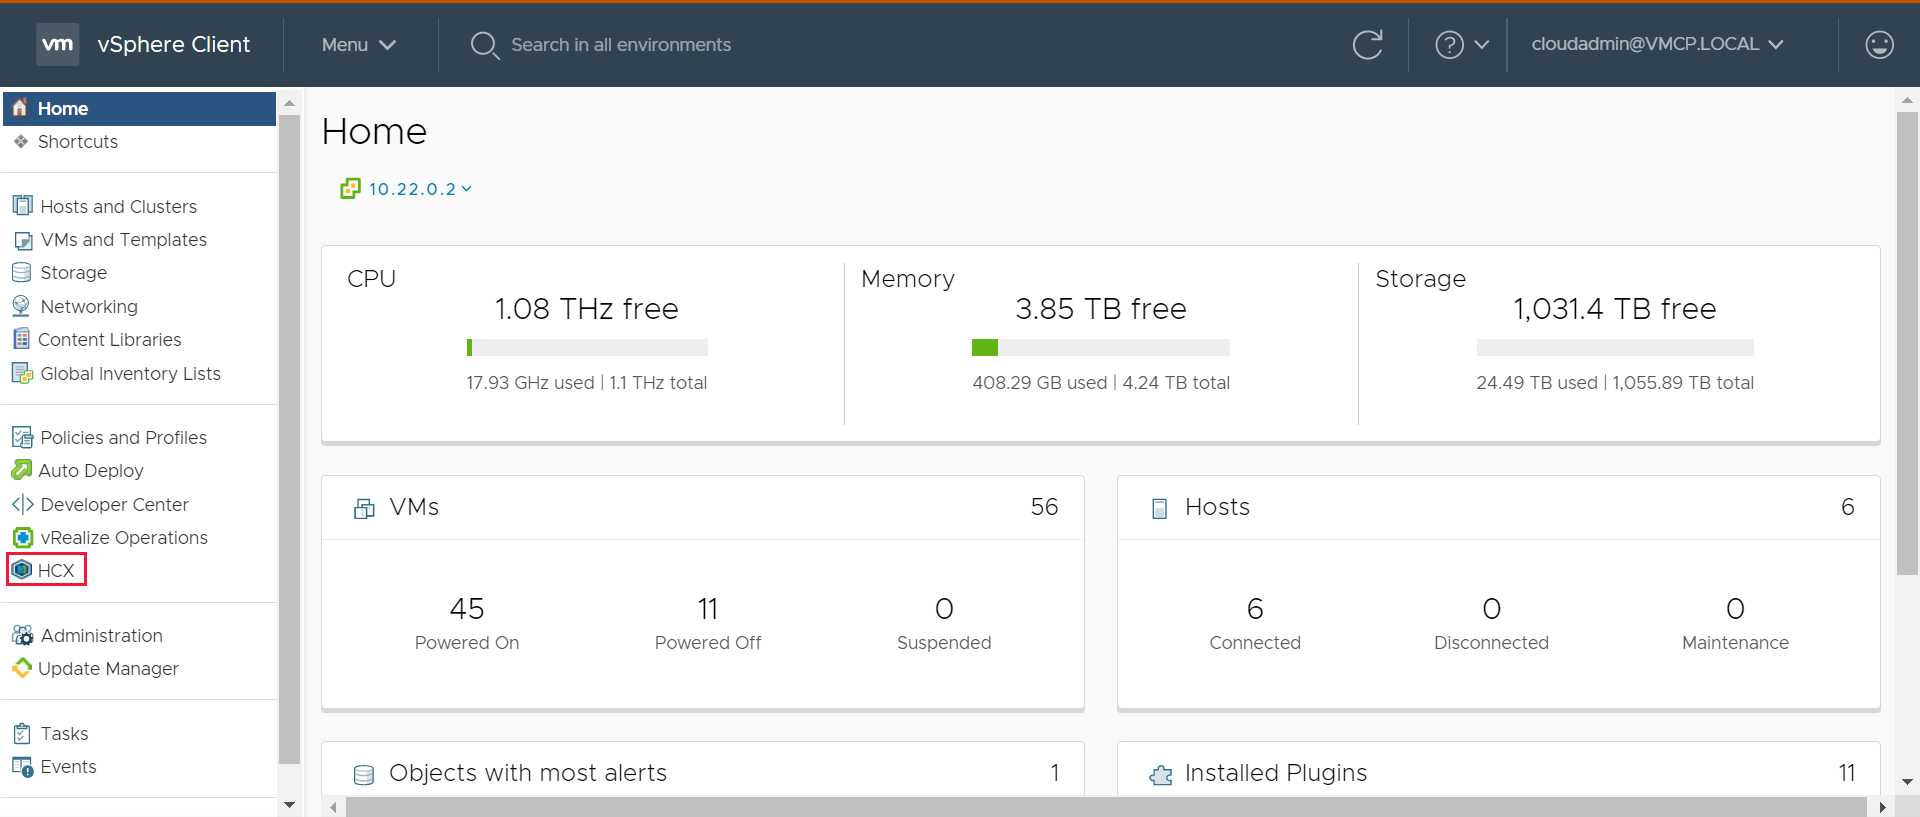 vm vSphere Client Menu Search in all environments ? cloudadmin@VMCP.LOCAL
Home
Shortcuts
Hosts and Clusters
VMs and Templates
Storage
Networking
Content Libraries
Global Inventory Lists
Policies and Profiles
Auto Deploy
Developer Center
vRealize Operations
HCX
Administration
Update Manager
Tasks
Events
Home
10.22.0.2
CPU
1.08 THz free
17.93 GHz used | 1.1 THz total
Memory
3.85 TB free
408.29 GB used | 4.24 TB total
Storage
1,031.4 TB free
24.49 TB used | 1,055.89 TB total
VMs 56
45 11 0
Powered On Powered Off Suspended
Hosts 6
6 0 0
Connected Disconnected Maintenance
Objects with most alerts 1
Installed Plugins 11